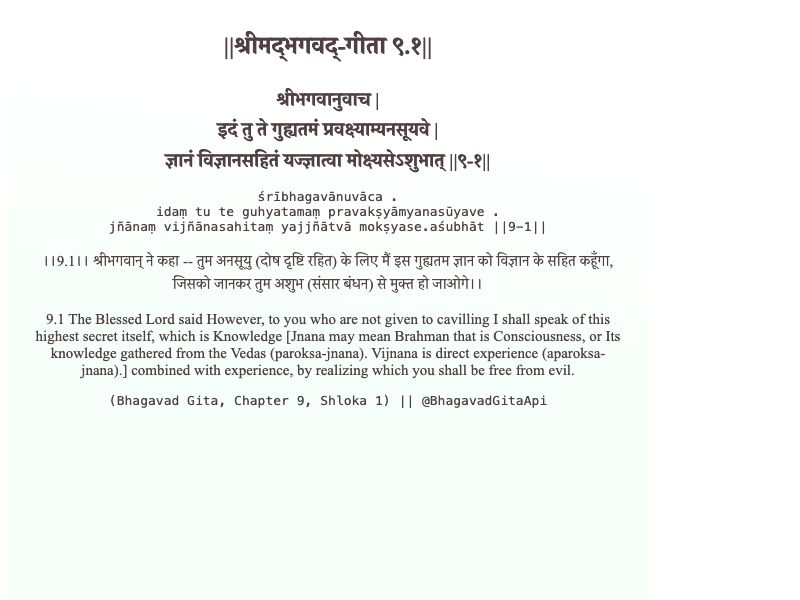 ||श्रीमद्‍भगवद्‍-गीता ९.१||
श्रीभगवानुवाच |
इदं तु ते गुह्यतमं प्रवक्ष्याम्यनसूयवे |
ज्ञानं विज्ञानसहितं यज्ज्ञात्वा मोक्ष्यसेऽशुभात् ||९-१||
śrībhagavānuvāca .
idaṃ tu te guhyatamaṃ pravakṣyāmyanasūyave .
jñānaṃ vijñānasahitaṃ yajjñātvā mokṣyase.aśubhāt ||9-1||
।।9.1।। श्रीभगवान् ने कहा -- तुम अनसूयु (दोष दृष्टि रहित) के लिए मैं इस गुह्यतम ज्ञान को विज्ञान के सहित कहूँगा,
जिसको जानकर तुम अशुभ (संसार बंधन) से मुक्त हो जाओगे।।
9.1 The Blessed Lord said However, to you who are not given to cavilling I shall speak of this
highest secret itself, which is Knowledge [Jnana may mean Brahman that is Consciousness, or Its
knowledge gathered from the Vedas (paroksa-jnana). Vijnana is direct experience (aparoksa-
jnana).] combined with experience, by realizing which you shall be free from evil.
(Bhagavad Gita, Chapter 9, Shloka 1) || @BhagavadGitaApi